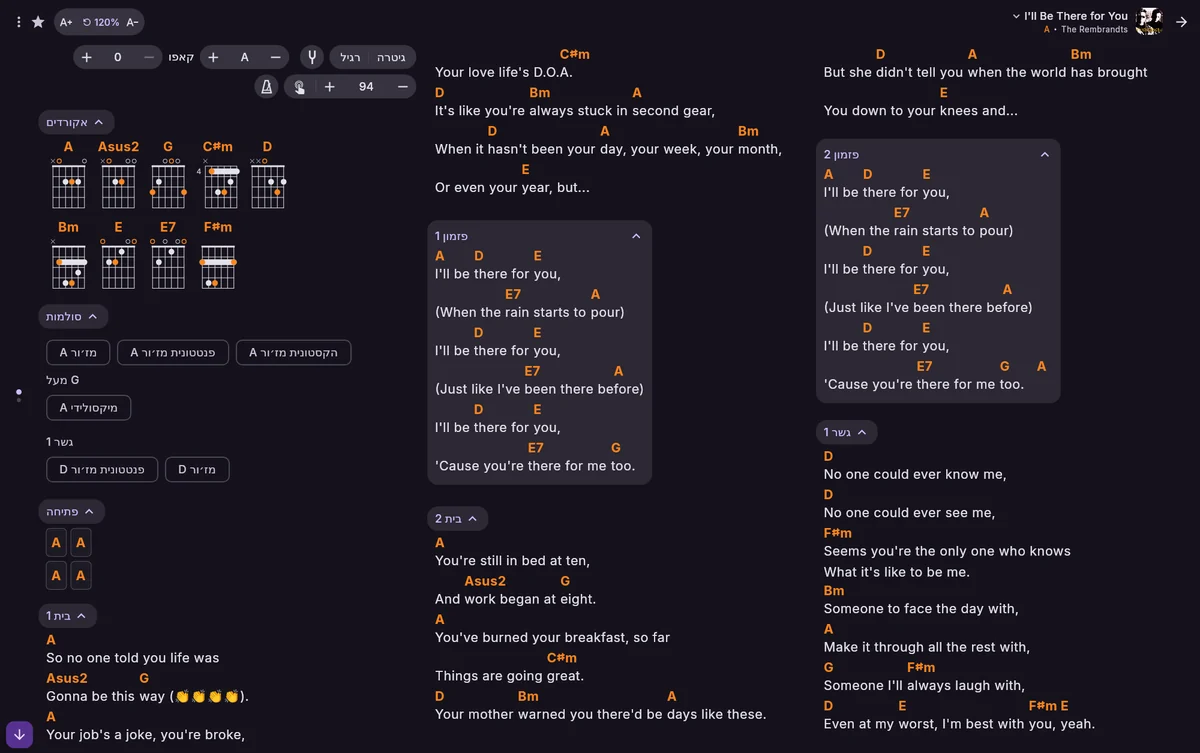 A+ 120% A-
I'll Be There for You
A • The Rembrandts
+ 0 − קאפו + A − רגיל גיטרה
+ 94 −
אקורדים
A Asus2 G C#m D
4
Bm E E7 F#m
סולמות
A מז׳ור A פנטטונית מז׳ור A הקסטונית מז׳ור
מעל G
A מיקסולידי
גשר 1
D פנטטונית מז׳ור D מז׳ור
פתיחה
A A
A A
בית 1
A
So no one told you life was
Asus2 G
Gonna be this way (👏👏👏👏).
A
Your job's a joke, you're broke,
C#m
Your love life's D.O.A.
D Bm A
It's like you're always stuck in second gear,
D A Bm
When it hasn't been your day, your week, your month,
E
Or even your year, but...
פזמון 1
A D E
I'll be there for you,
E7 A
(When the rain starts to pour)
D E
I'll be there for you,
E7 A
(Just like I've been there before)
D E
I'll be there for you,
E7 G
'Cause you're there for me too.
בית 2
A
You're still in bed at ten,
Asus2 G
And work began at eight.
A
You've burned your breakfast, so far
C#m
Things are going great.
D Bm A
Your mother warned you there'd be days like these.
D A Bm
But she didn't tell you when the world has brought
E
You down to your knees and...
פזמון 2
A D E
I'll be there for you,
E7 A
(When the rain starts to pour)
D E
I'll be there for you,
E7 A
(Just like I've been there before)
D E
I'll be there for you,
E7 G A
'Cause you're there for me too.
גשר 1
D
No one could ever know me,
D
No one could ever see me,
F#m
Seems you're the only one who knows
What it's like to be me.
Bm
Someone to face the day with,
A
Make it through all the rest with,
G F#m
Someone I'll always laugh with,
D E F#m E
Even at my worst, I'm best with you, yeah.